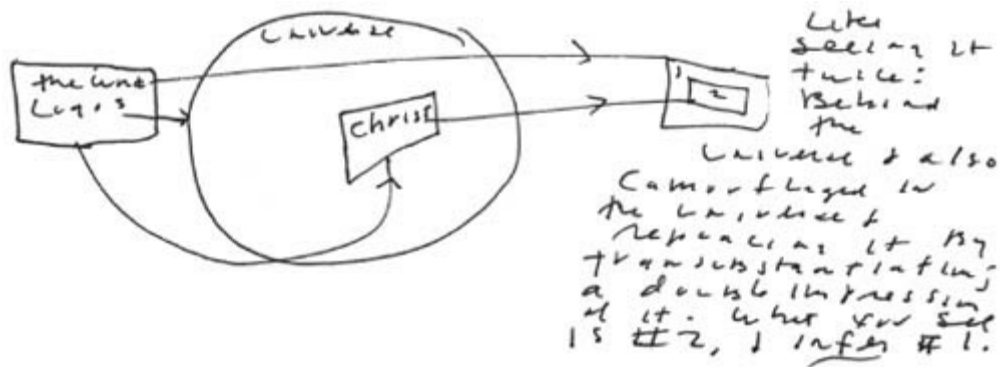 Universe
the one
Logos
Christ
1
2
Like
seeing it
twice:
Behind
the
universe & also
Camouflaged in
the universe &
replacing it by
transubstantiating;
a double impression
of it. What you see
is #2, & infer #1.